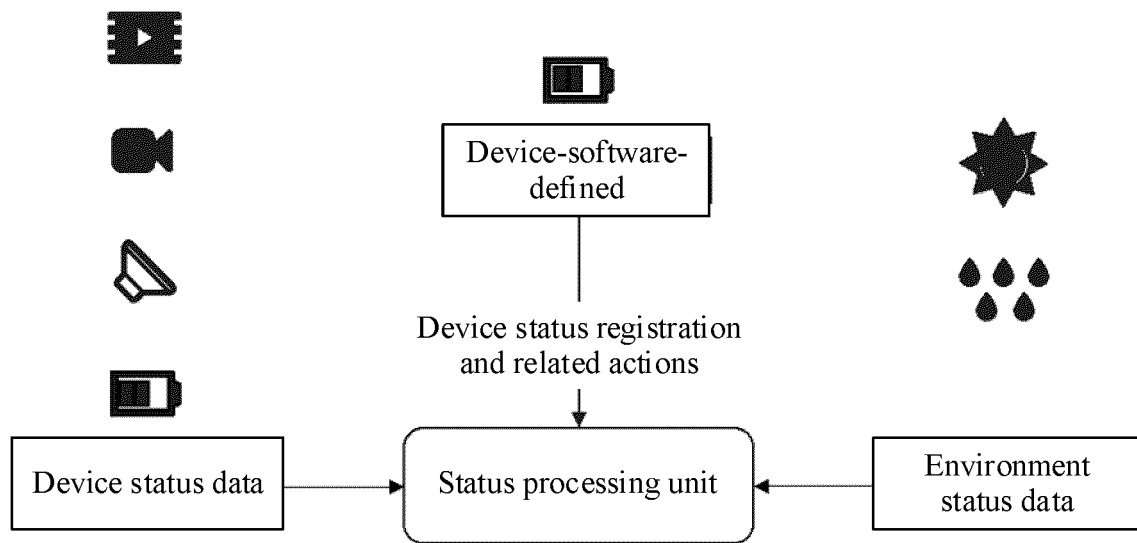 Device-software-
defined
Device status registration
and related actions
Device status data
Status processing unit
Environment
status data